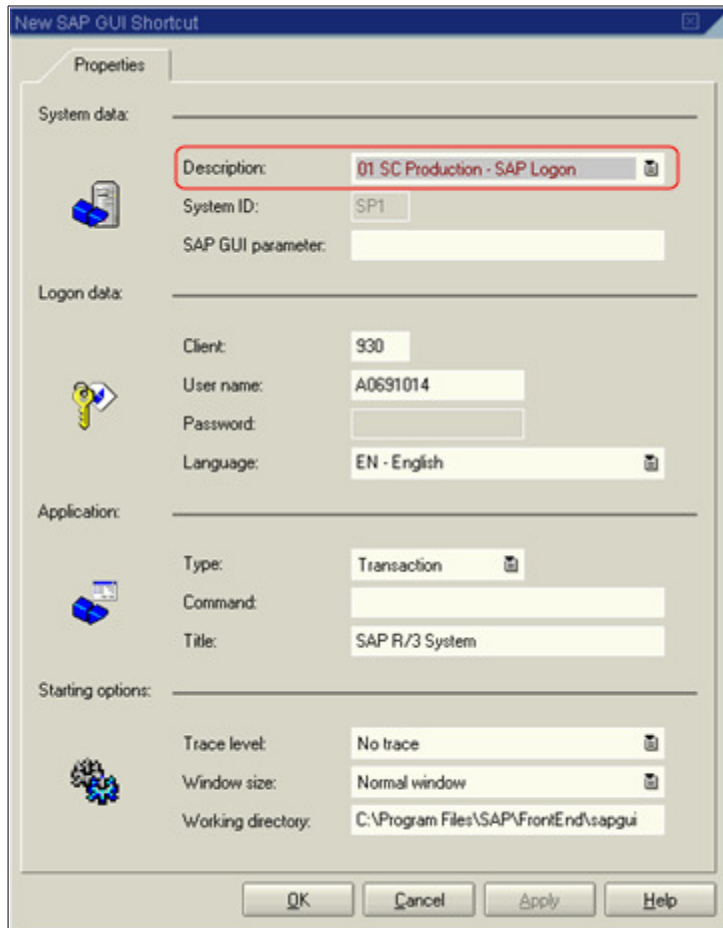 New SAP GUI Shortcut
Properties
System data:
Description: 01 SC Production - SAP Logon
System ID: SP1
SAP GUI parameter:
Logon data:
Client: 930
User name: A0691014
Password:
Language: EN - English
Application:
Type: Transaction
Command:
Title: SAP R/3 System
Starting options:
Trace level: No trace
Window size: Normal window
Working directory: C:\Program Files\SAP\FrontEnd\sapgui
OK Cancel Apply Help